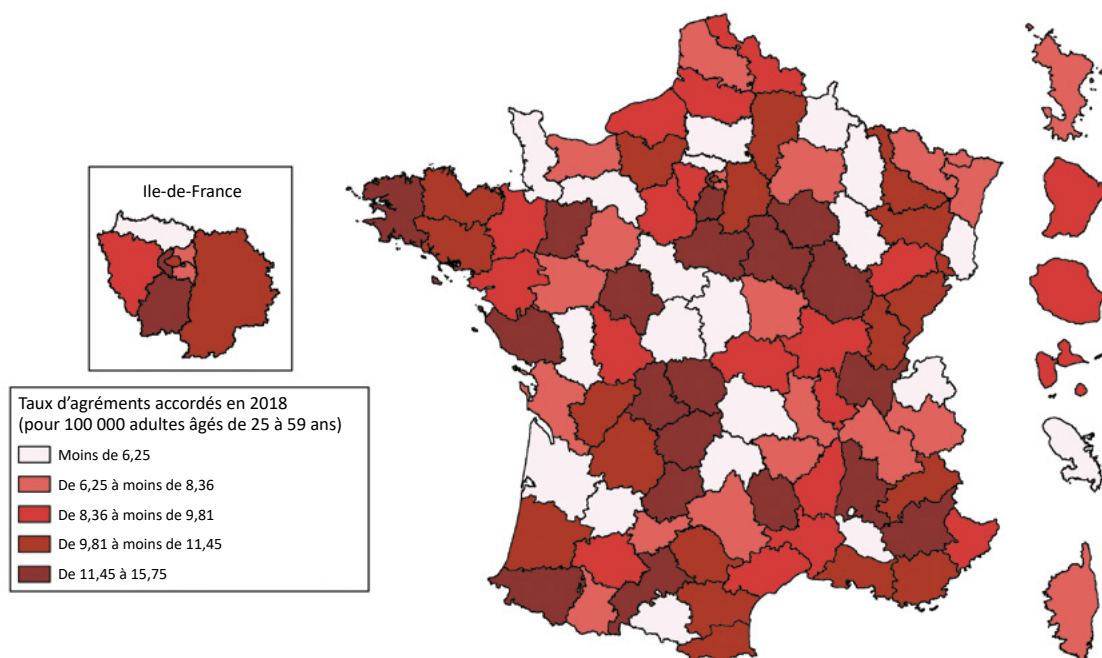 Ile-de-France
Taux d’agréments accordés en 2018
(pour 100 000 adultes âgés de 25 à 59 ans)
Moins de 6,25
De 6,25 à moins de 8,36
De 8,36 à moins de 9,81
De 9,81 à moins de 11,45
De 11,45 à 15,75